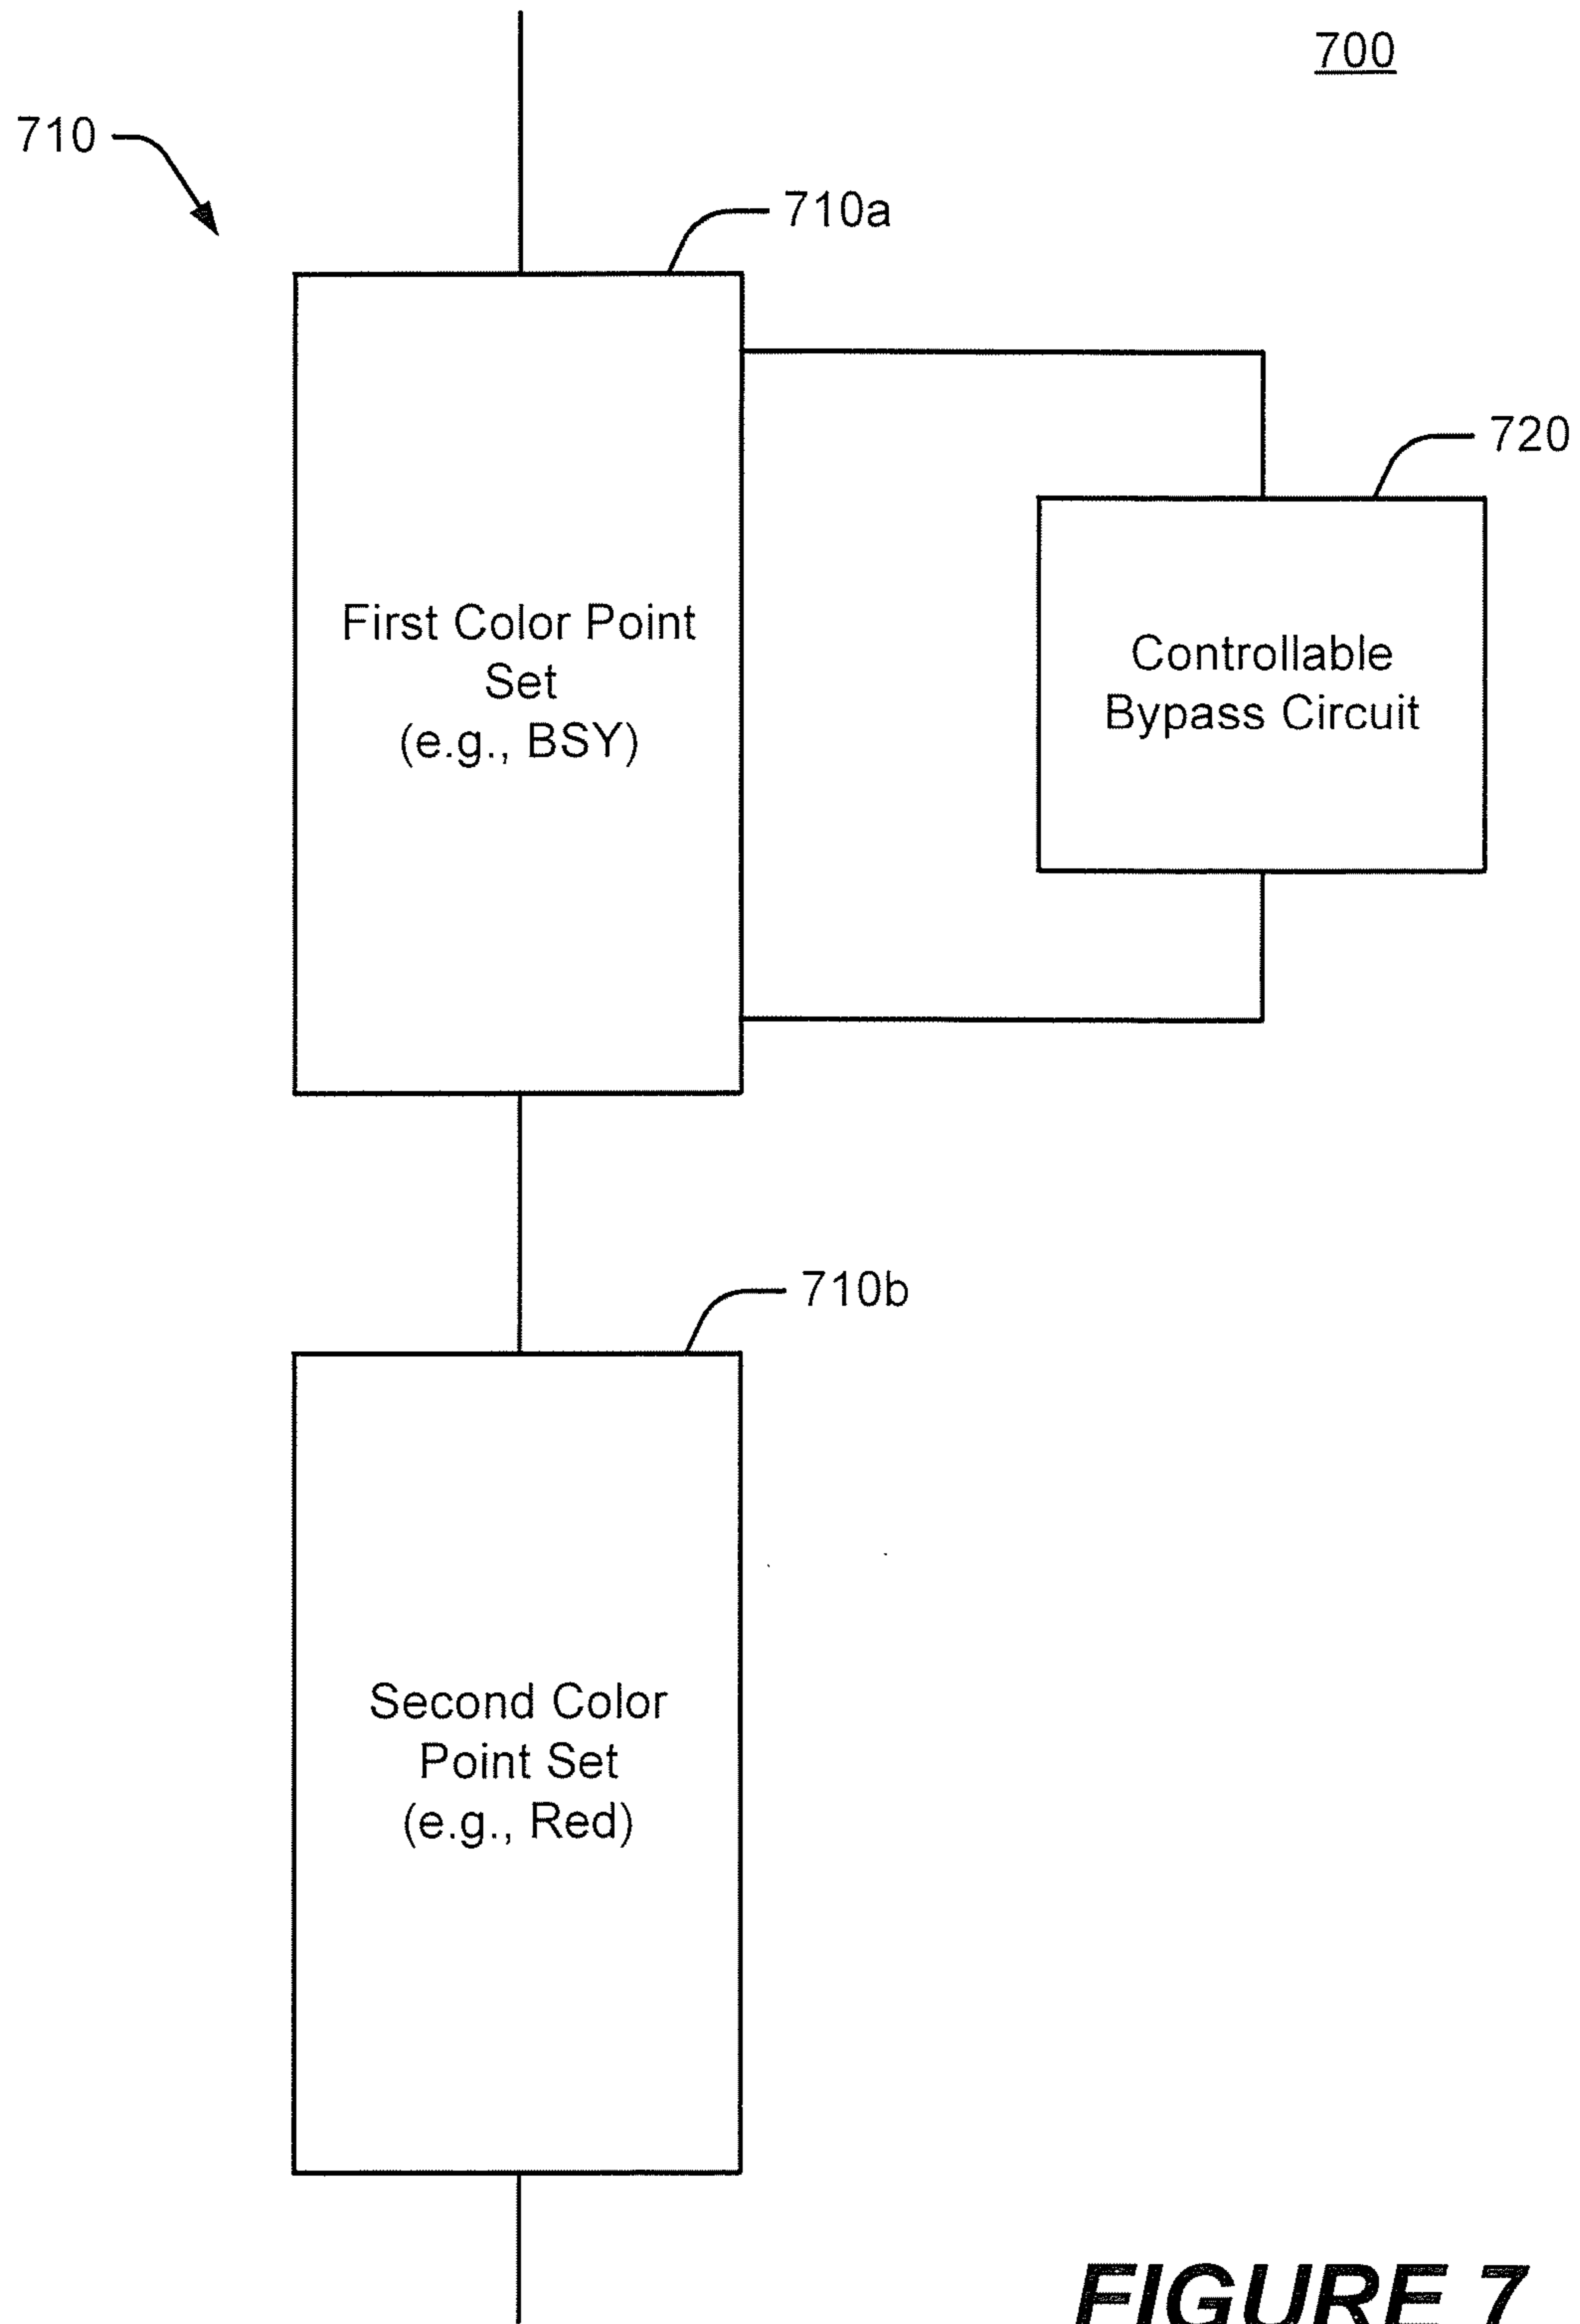 700
710
710a
First Color Point
Set
(e.g., BSY)
720
Controllable
Bypass Circuit
710b
Second Color
Point Set
(e.g., Red)
FIGURE 7